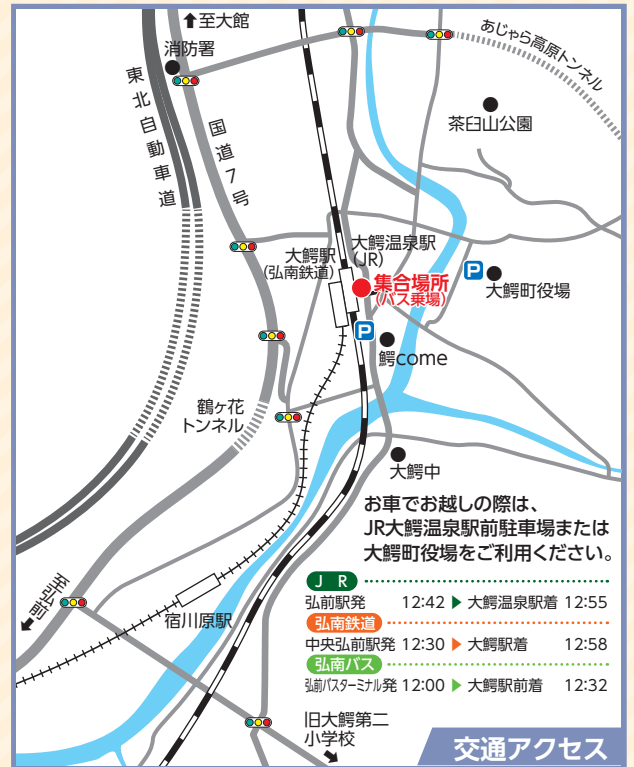 至大館
消防署
あじゃら高原トンネル
東北自動車道
国道7号
茶臼山公園
大鰐温泉駅
(JR)
大鰐駅
(弘南鉄道)
集合場所
(バス乗場)
P
大鰐町役場
P
鰐come
鶴ヶ花
トンネル
大鰐中
お車でお越しの際は、
JR大鰐温泉駅前駐車場または
大鰐町役場をご利用ください。
至弘前
宿川原駅
JR
弘前駅発 12:42 ▶ 大鰐温泉駅着 12:55
弘南鉄道
中央弘前駅発 12:30 ▶ 大鰐駅着 12:58
弘南バス
弘前バスターミナル発 12:00 ▶ 大鰐駅前着 12:32
旧大鰐第二
小学校
交通アクセス